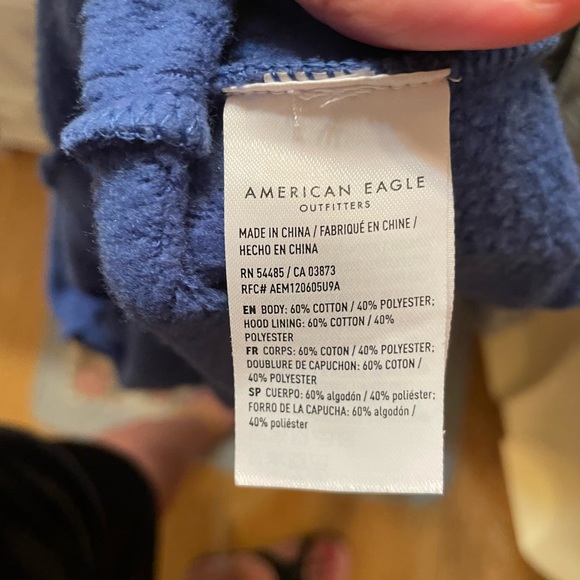 AMERICAN EAGLE
OUTFITTERS
MADE IN CHINA / FABRIQUÉ EN CHINE /
HECHO EN CHINA
RN 54485 / CA 03873
RFC# AEM120605U9A
EN BODY: 60% COTTON / 40% POLYESTER;
HOOD LINING: 60% COTTON / 40%
POLYESTER
FR CORPS: 60% COTON / 40% POLYESTER;
DOUBLURE DE CAPUCHON: 60% COTON /
40% POLYESTER
SP CUERPO: 60% algodón / 40% poliéster;
FORRO DE LA CAPUCHA: 60% algodón /
40% poliéster